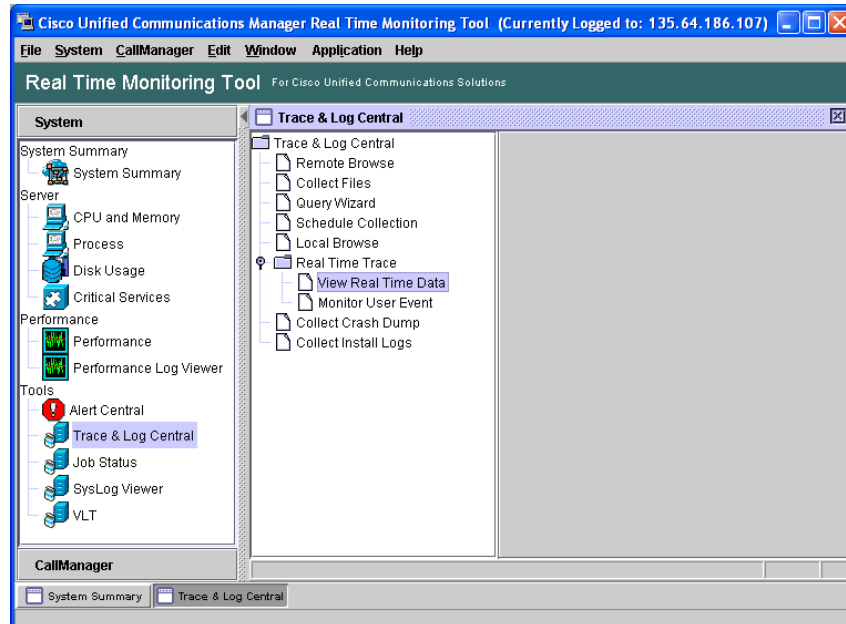 Cisco Unified Communications Manager Real Time Monitoring Tool (Currently Logged to: 135.64.186.107)
File System CallManager Edit Window Application Help
Real Time Monitoring Tool For Cisco Unified Communications Solutions
System
System Summary
System Summary
Server
CPU and Memory
Process
Disk Usage
Critical Services
Performance
Performance
Performance Log Viewer
Tools
Alert Central
Trace & Log Central
Job Status
SysLog Viewer
VLT
CallManager
Trace & Log Central
Trace & Log Central
Remote Browse
Collect Files
Query Wizard
Schedule Collection
Local Browse
Real Time Trace
View Real Time Data
Monitor User Event
Collect Crash Dump
Collect Install Logs
System Summary
Trace & Log Central